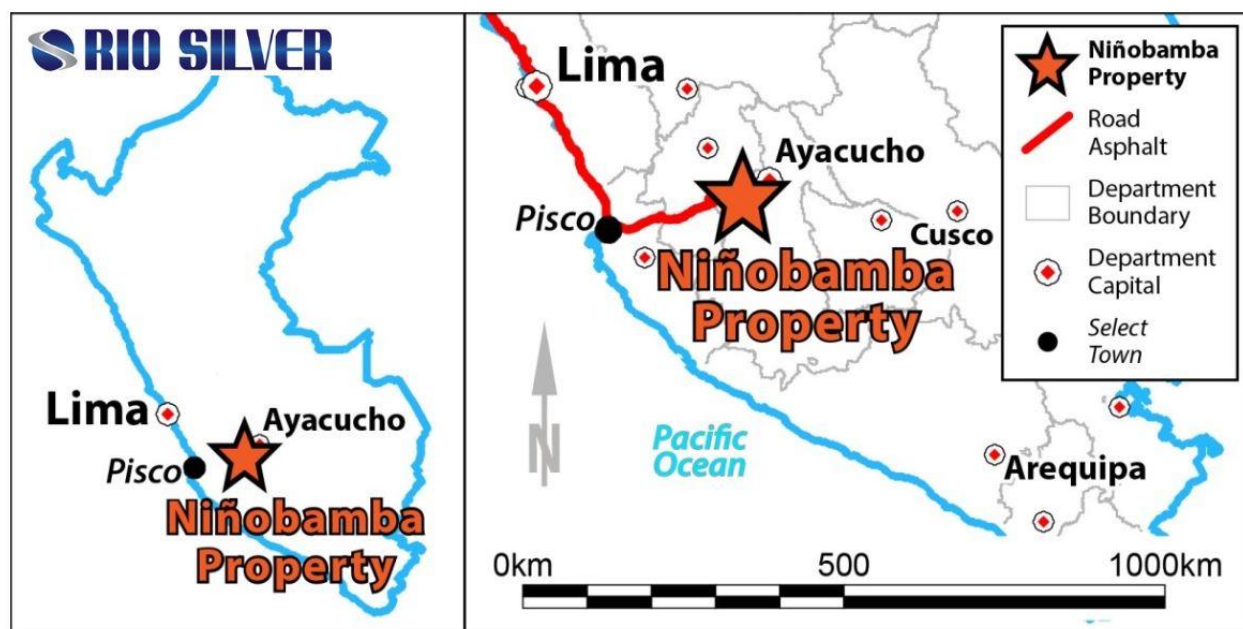 RIO SILVER
Lima
Ayacucho
Pisco
Niñobamba
Property
Lima
Ayacucho
Pisco
Cusco
Niñobamba
Property
N
Pacific
Ocean
Arequipa
0km
500
1000km
Niñobamba
Property
Road
Asphalt
Department
Boundary
Department
Capital
Select
Town